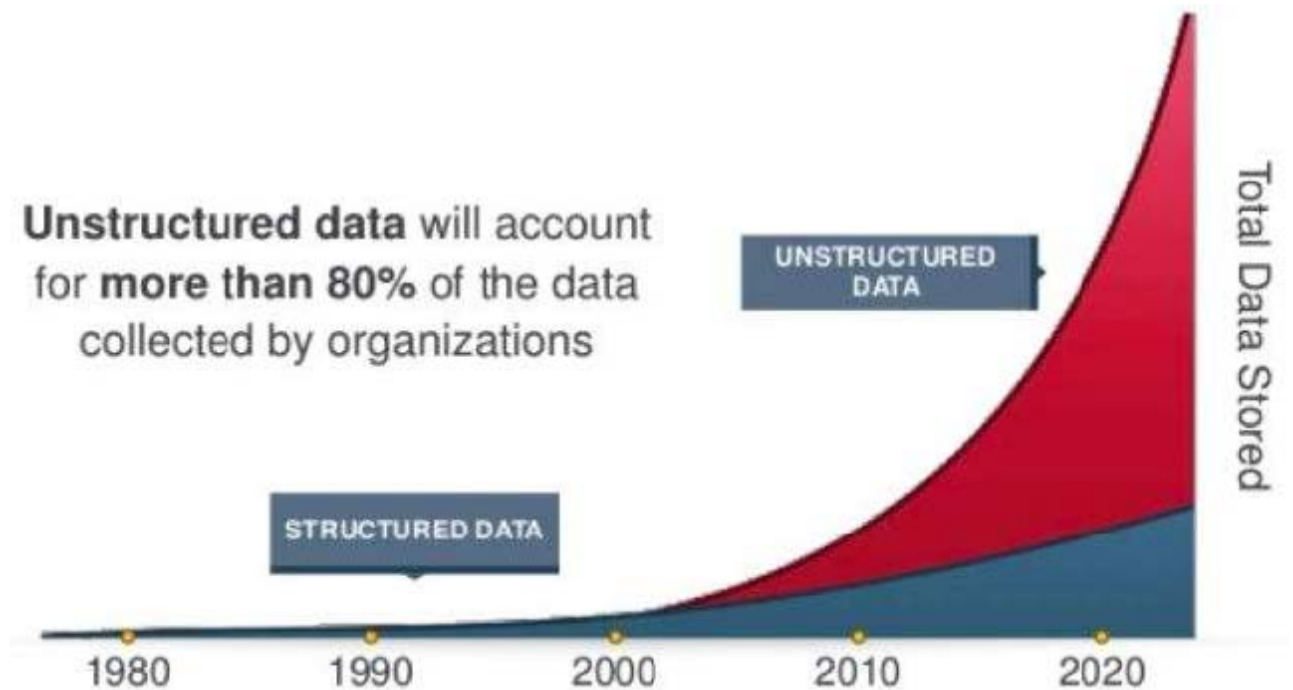 Unstructured data will account
for more than 80% of the data
collected by organizations
UNSTRUCTURED
DATA
STRUCTURED DATA
Total Data Stored
1980
1990
2000
2010
2020